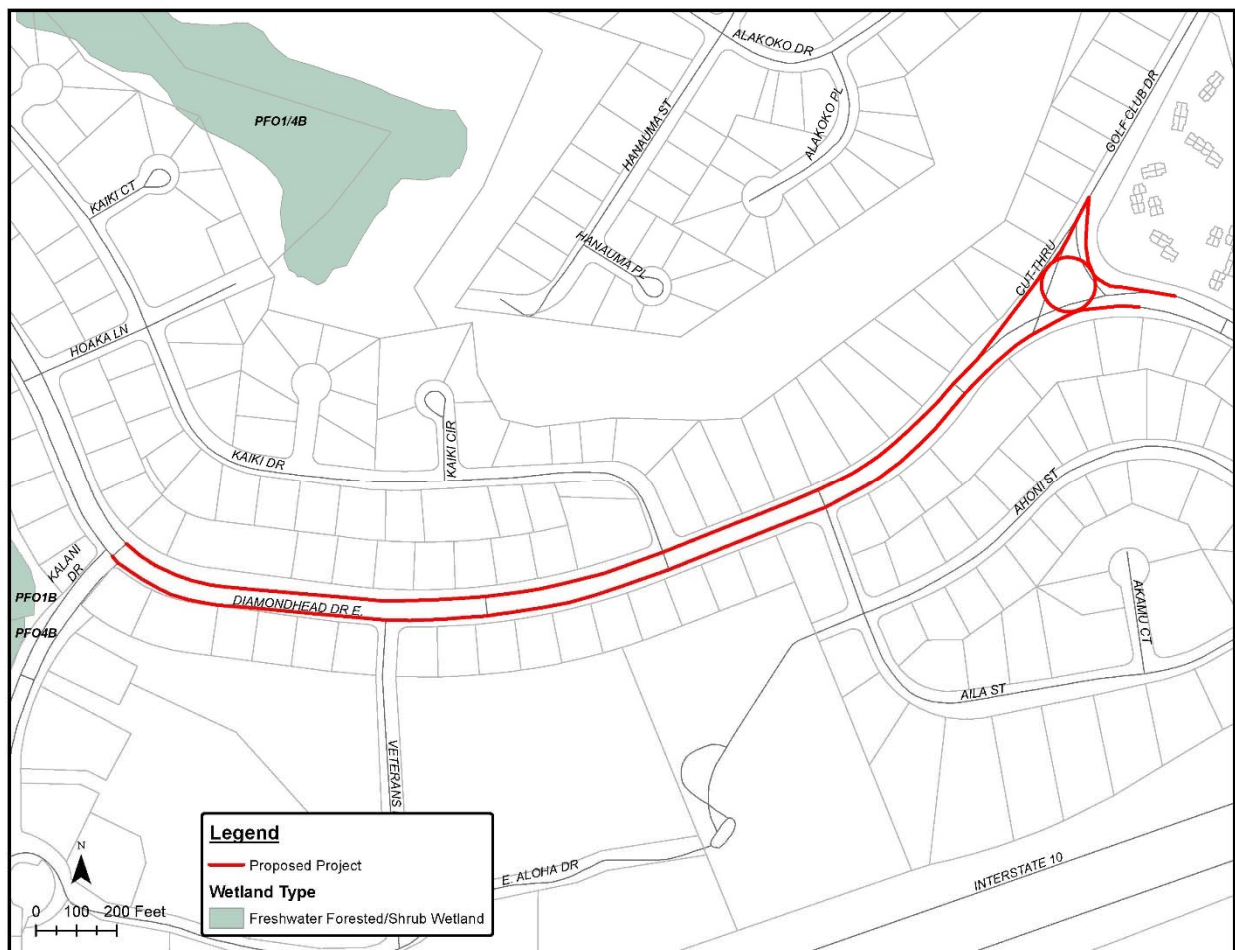 ALAKOKO DR
PFO1/4B
HANAUMA ST
ALAKOKO PL
GOLF CLUB DR
KAIKI CT
HANAUMA PL
CUT-THRU
HOAKA LN
KAIKI DR
KAIKI CIR
AHONI ST
KALANI
DR
PFO1B
DIAMONDHEAD DR E.
PFO4B
AKAMU CT
AILA ST
VETERANS
Legend
Proposed Project
Wetland Type
Freshwater Forested/Shrub Wetland
N
0 100 200 Feet
E. ALOHA DR
INTERSTATE 10